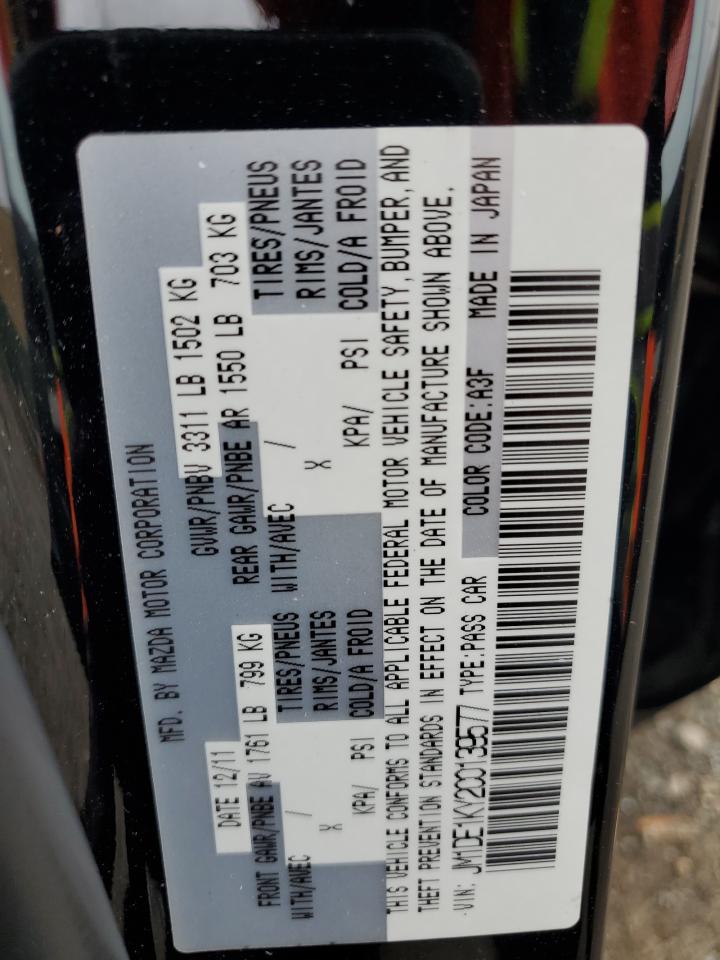 MFD. BY MAZDA MOTOR CORPORATION
DATE 12/11 GVWR/PNBV 3311 LB 1502 KG
FRONT GAWR/PNBE AV 1761 LB 799 KG REAR GAWR/PNBE AR 1550 LB 703 KG
WITH/AVEC / TIRES/PNEUS WITH/AVEC / TIRES/PNEUS
X RIMS/JANTES X RIMS/JANTES
KPA/ PSI COLD/A FROID KPA/ PSI COLD/A FROID
THIS VEHICLE CONFORMS TO ALL APPLICABLE FEDERAL MOTOR VEHICLE SAFETY, BUMPER, AND
THEFT PREVENTION STANDARDS IN EFFECT ON THE DATE OF MANUFACTURE SHOWN ABOVE.
VIN: JM1DE1KY2C0139577 TYPE:PASS CAR COLOR CODE:A3F MADE IN JAPAN